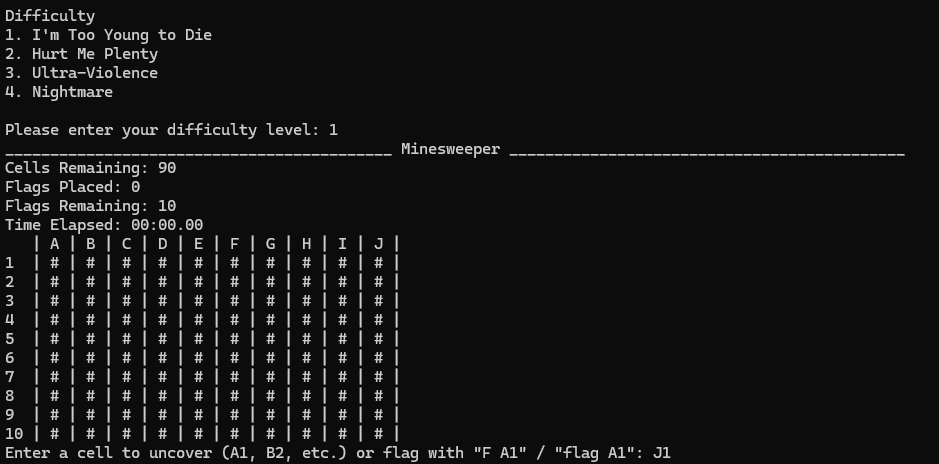 Difficulty
1. I'm Too Young to Die
2. Hurt Me Plenty
3. Ultra-Violence
4. Nightmare
Please enter your difficulty level: 1
___________________________________________ Minesweeper ____________________________________________
Cells Remaining: 90
Flags Placed: 0
Flags Remaining: 10
Time Elapsed: 00:00.00
   | A | B | C | D | E | F | G | H | I | J |
1  | # | # | # | # | # | # | # | # | # | # |
2  | # | # | # | # | # | # | # | # | # | # |
3  | # | # | # | # | # | # | # | # | # | # |
4  | # | # | # | # | # | # | # | # | # | # |
5  | # | # | # | # | # | # | # | # | # | # |
6  | # | # | # | # | # | # | # | # | # | # |
7  | # | # | # | # | # | # | # | # | # | # |
8  | # | # | # | # | # | # | # | # | # | # |
9  | # | # | # | # | # | # | # | # | # | # |
10 | # | # | # | # | # | # | # | # | # | # |
Enter a cell to uncover (A1, B2, etc.) or flag with "F A1" / "flag A1": J1